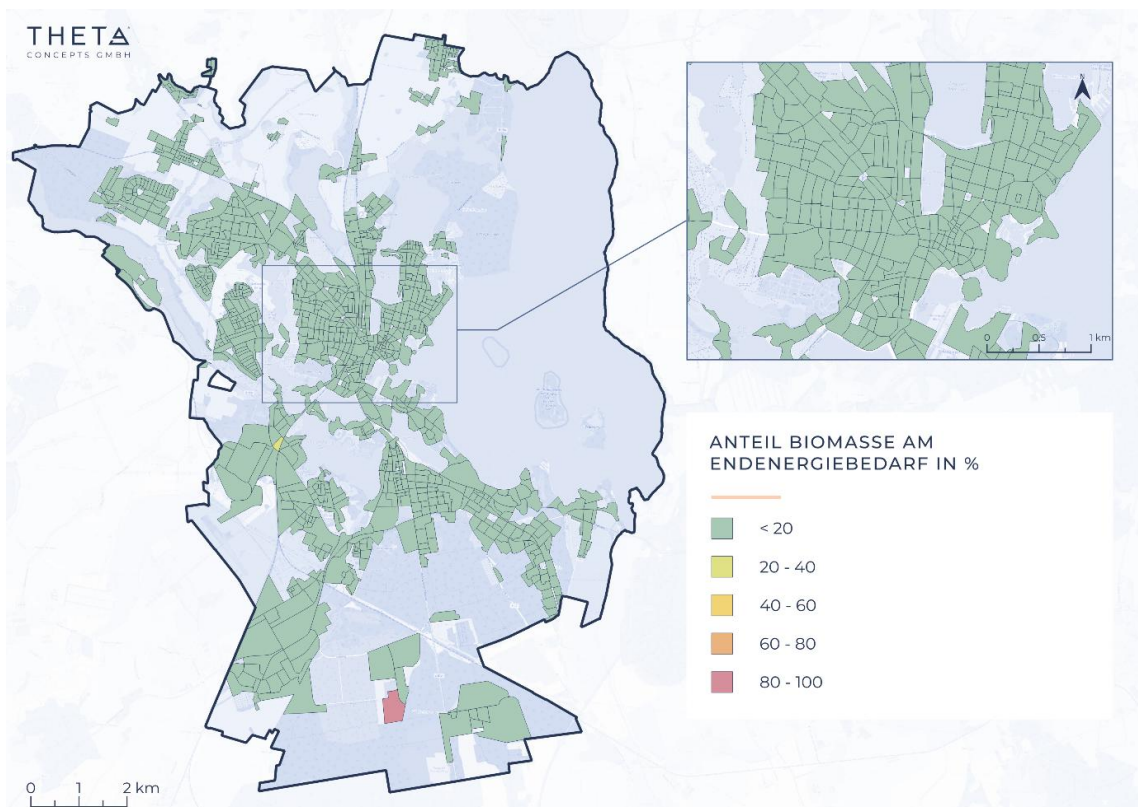 THETA
CONCEPTS GMBH
N
0 0,5 1 km
ANTEIL BIOMASSE AM
ENDENERGIEBEDARF IN %
< 20
20 - 40
40 - 60
60 - 80
80 - 100
0 1 2 km